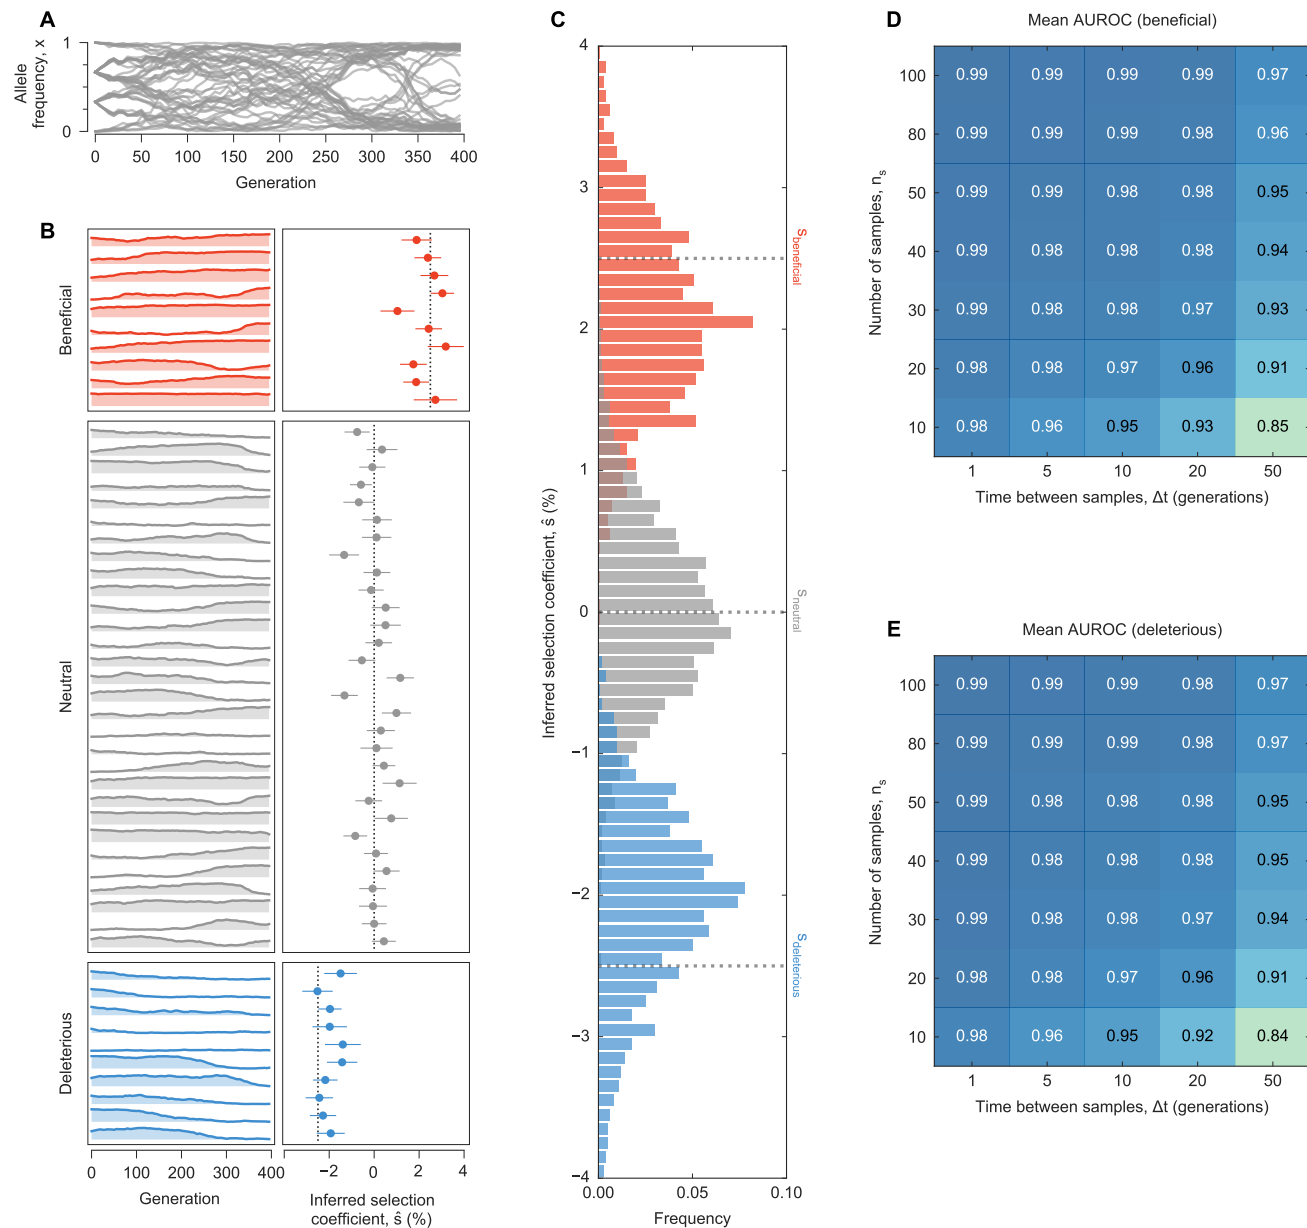 A
Allele
frequency, x
1
0
0 50 100 150 200 250 300 350 400
Generation
B
Beneficial
Neutral
Deleterious
0 100 200 300 400
Generation
−2 0 2 4
Inferred selection
coefficient, ŝ (%)
C
4
3
2
1
0
−1
−2
−3
−4
Inferred selection coefficient, ŝ (%)
s beneficial
s neutral
s deleterious
0.00 0.05 0.10
Frequency
D
Mean AUROC (beneficial)
Number of samples, ns
100 0.99 0.99 0.99 0.99 0.97
80 0.99 0.99 0.99 0.98 0.96
50 0.99 0.99 0.98 0.98 0.95
40 0.99 0.98 0.98 0.98 0.94
30 0.99 0.98 0.98 0.97 0.93
20 0.98 0.98 0.97 0.96 0.91
10 0.98 0.96 0.95 0.93 0.85
1 5 10 20 50
Time between samples, Δt (generations)
E
Mean AUROC (deleterious)
Number of samples, ns
100 0.99 0.99 0.99 0.98 0.97
80 0.99 0.99 0.99 0.98 0.97
50 0.99 0.98 0.98 0.98 0.95
40 0.99 0.98 0.98 0.98 0.95
30 0.99 0.98 0.98 0.97 0.94
20 0.98 0.98 0.97 0.96 0.91
10 0.98 0.96 0.95 0.92 0.84
1 5 10 20 50
Time between samples, Δt (generations)